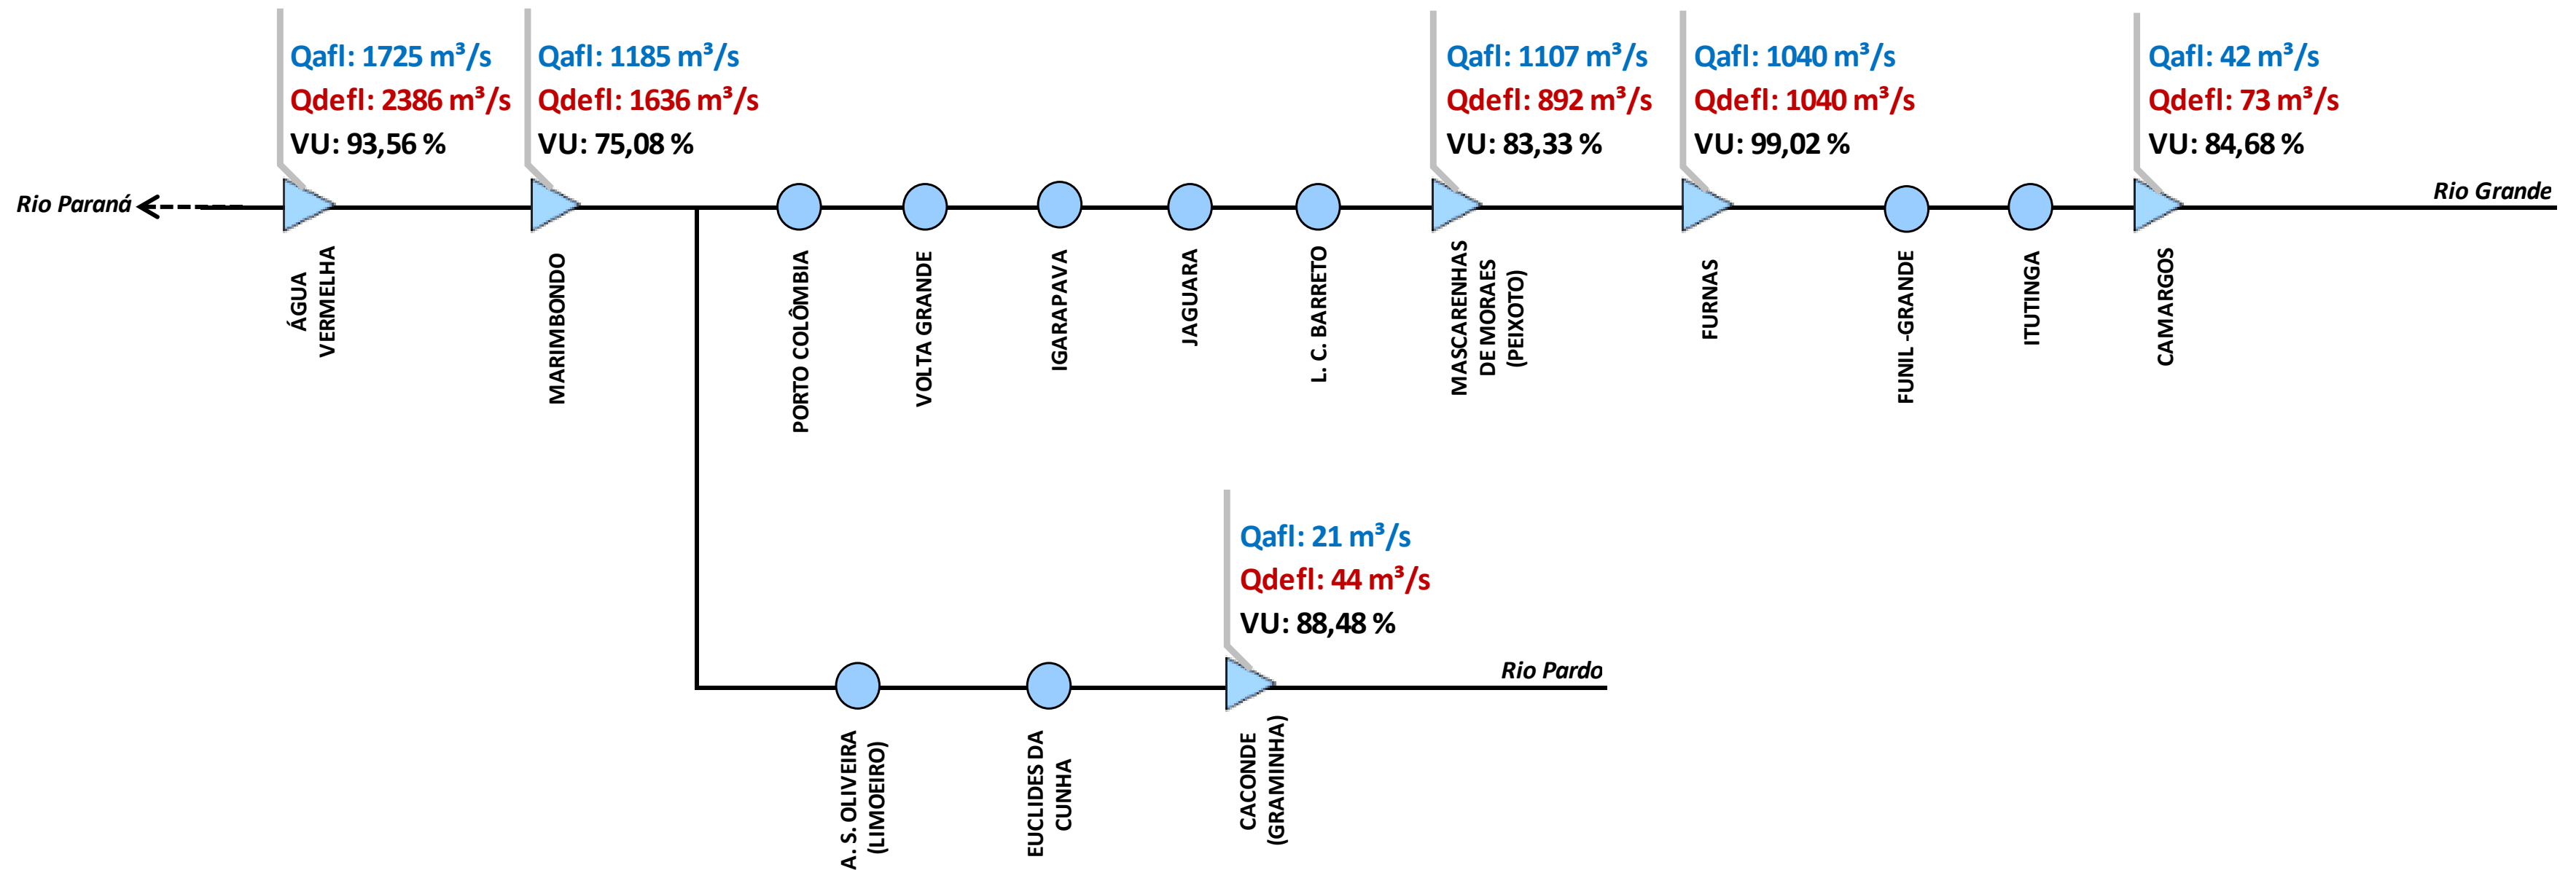 Qafl: 1725 m³/s
Qdefl: 2386 m³/s
VU: 93,56 %
Qafl: 1185 m³/s
Qdefl: 1636 m³/s
VU: 75,08 %
Qafl: 1107 m³/s
Qdefl: 892 m³/s
VU: 83,33 %
Qafl: 1040 m³/s
Qdefl: 1040 m³/s
VU: 99,02 %
Qafl: 42 m³/s
Qdefl: 73 m³/s
VU: 84,68 %
Rio Paraná
Rio Grande
ÁGUA
VERMELHA
MARIMBONDO
PORTO COLÔMBIA
VOLTA GRANDE
IGARAPAVA
JAGUARA
L. C. BARRETO
MASCARENHAS
DE MORAES
(PEIXOTO)
FURNAS
FUNIL -GRANDE
ITUTINGA
CAMARGOS
Qafl: 21 m³/s
Qdefl: 44 m³/s
VU: 88,48 %
Rio Pardo
A. S. OLIVEIRA
(LIMOEIRO)
EUCLIDES DA
CUNHA
CACONDE
(GRAMINHA)